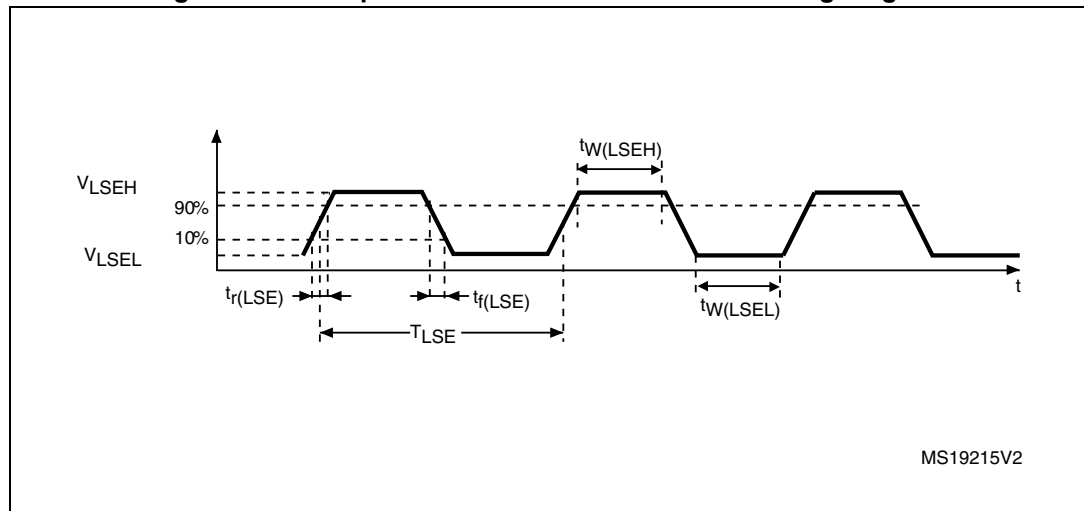 tW(LSEH)
VLSEH
90%
10%
VLSEL
tr(LSE)
tf(LSE)
tW(LSEL)
t
TLSE
MS19215V2